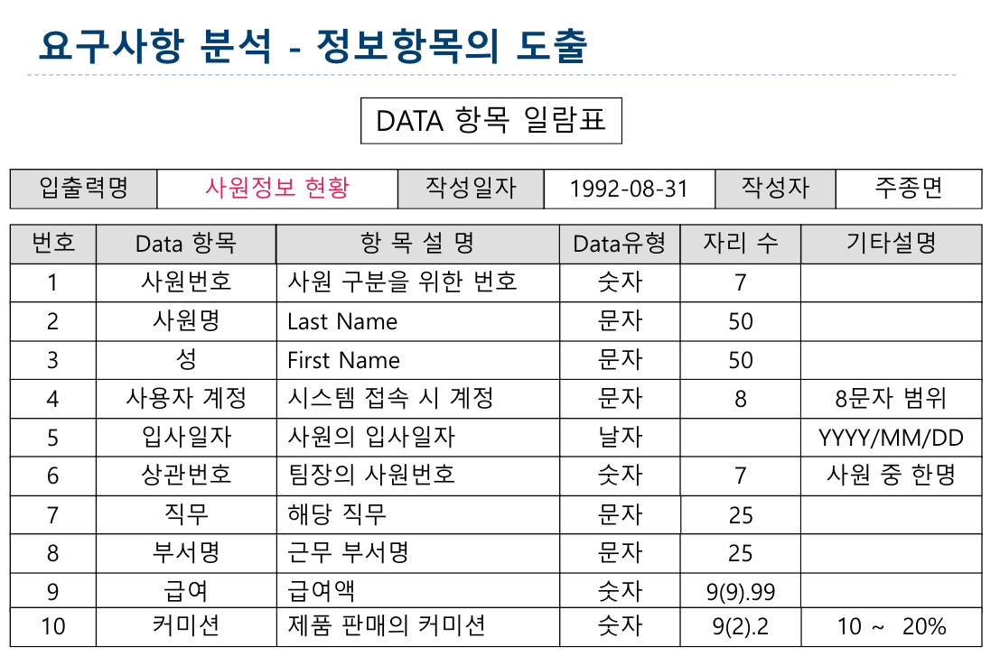 요구사항 분석 - 정보항목의 도출
DATA 항목 일람표
입출력명 사원정보 현황 작성일자 1992-08-31 작성자 주종면
번호 Data 항목 항 목 설 명 Data유형 자리 수 기타설명
1 사원번호 사원 구분을 위한 번호 숫자 7
2 사원명 Last Name 문자 50
3 성 First Name 문자 50
4 사용자 계정 시스템 접속 시 계정 문자 8 8문자 범위
5 입사일자 사원의 입사일자 날자 YYYY/MM/DD
6 상관번호 팀장의 사원번호 숫자 7 사원 중 한명
7 직무 해당 직무 문자 25
8 부서명 근무 부서명 문자 25
9 급여 급여액 숫자 9(9).99
10 커미션 제품 판매의 커미션 숫자 9(2).2 10 ~ 20%